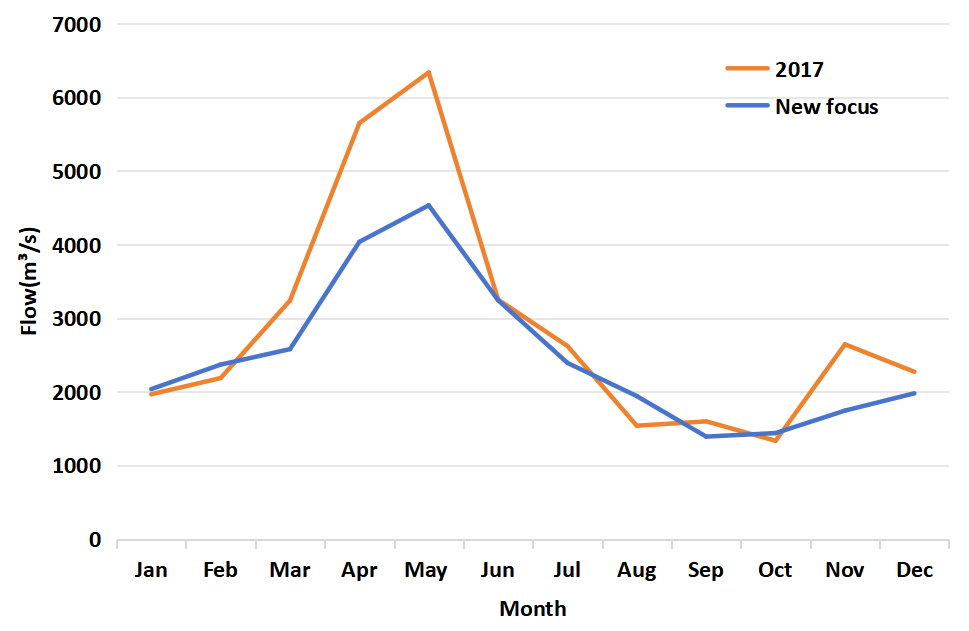 7000
6000
5000
4000
3000
2000
1000
0
Flow(m³/s)
2017
New focus
Jan Feb Mar Apr May Jun Jul Aug Sep Oct Nov Dec
Month